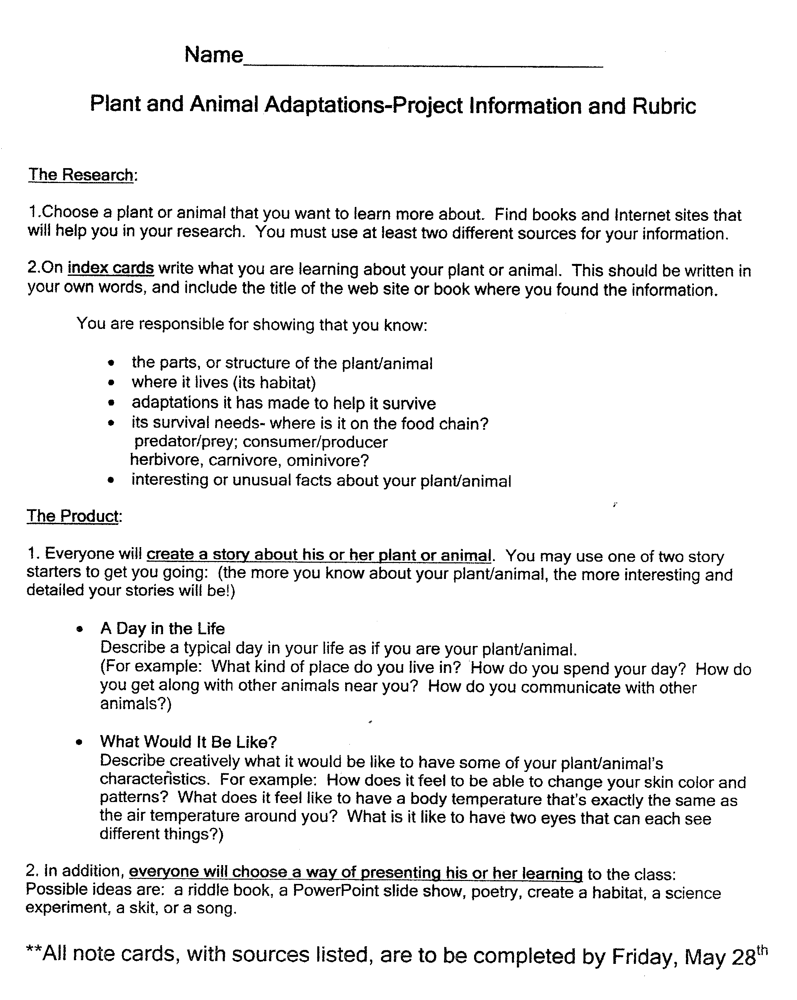 Name
Plant and Animal Adaptations-Project Information and Rubric
The Research:
1.Choose a plant or animal that you want to learn more about. Find books and Internet sites that
will help you in your research. You must use at least two different sources for your information.
2.On index cards write what you are learning about your plant or animal. This should be written in
your own words, and include the title of the web site or book where you found the information.
You are responsible for showing that you know:
• the parts, or structure of the plant/animal
• where it lives (its habitat)
• adaptations it has made to help it survive
• its survival needs- where is it on the food chain?
predator/prey; consumer/producer
herbivore, carnivore, ominivore?
• interesting or unusual facts about your plant/animal
The Product:
1. Everyone will create a story about his or her plant or animal. You may use one of two story
starters to get you going: (the more you know about your plant/animal, the more interesting and
detailed your stories will be!)
• A Day in the Life
Describe a typical day in your life as if you are your plant/animal.
(For example: What kind of place do you live in? How do you spend your day? How do
you get along with other animals near you? How do you communicate with other
animals?)
• What Would It Be Like?
Describe creatively what it would be like to have some of your plant/animal's
characteristics. For example: How does it feel to be able to change your skin color and
patterns? What does it feel like to have a body temperature that's exactly the same as
the air temperature around you? What is it like to have two eyes that can each see
different things?)
2. In addition, everyone will choose a way of presenting his or her learning to the class:
Possible ideas are: a riddle book, a PowerPoint slide show, poetry, create a habitat, a science
experiment, a skit, or a song.
**All note cards, with sources listed, are to be completed by Friday, May 28th